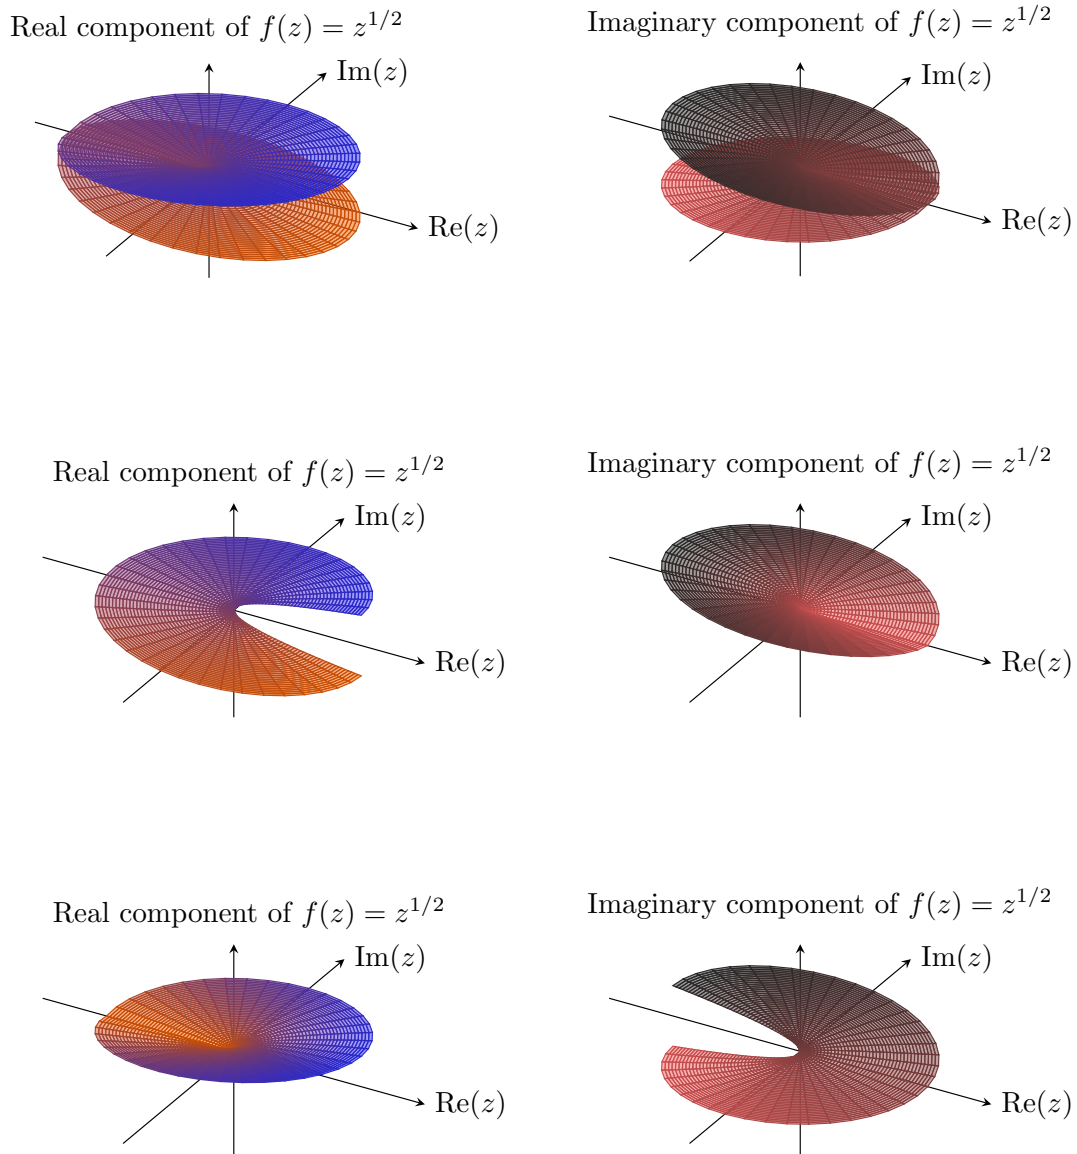 Real component of f(z) = z^{1/2}
Imaginary component of f(z) = z^{1/2}
Im(z)
Re(z)
Im(z)
Re(z)
Real component of f(z) = z^{1/2}
Imaginary component of f(z) = z^{1/2}
Im(z)
Re(z)
Im(z)
Re(z)
Real component of f(z) = z^{1/2}
Imaginary component of f(z) = z^{1/2}
Im(z)
Re(z)
Im(z)
Re(z)